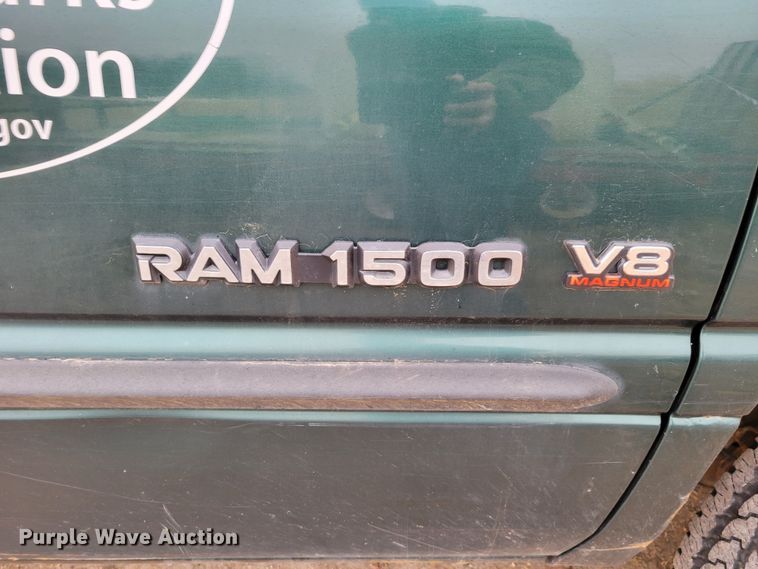 ion
gov
RAM 1500 V8
MAGNUM
Purple Wave Auction